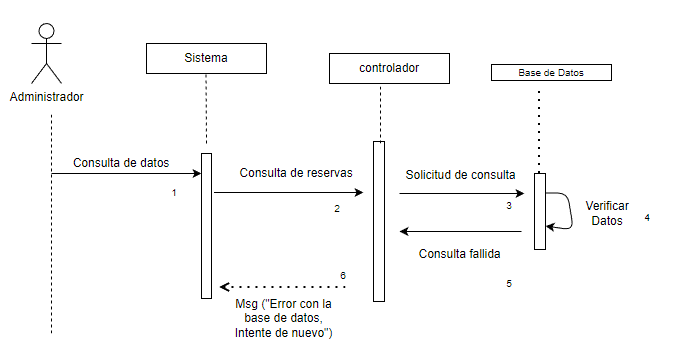 Sistema
controlador
Base de Datos
Administrador
Consulta de datos
1
Consulta de reservas
2
Solicitud de consulta
3
Verificar
Datos
4
Consulta fallida
5
6
Msg ("Error con la
base de datos,
Intente de nuevo")